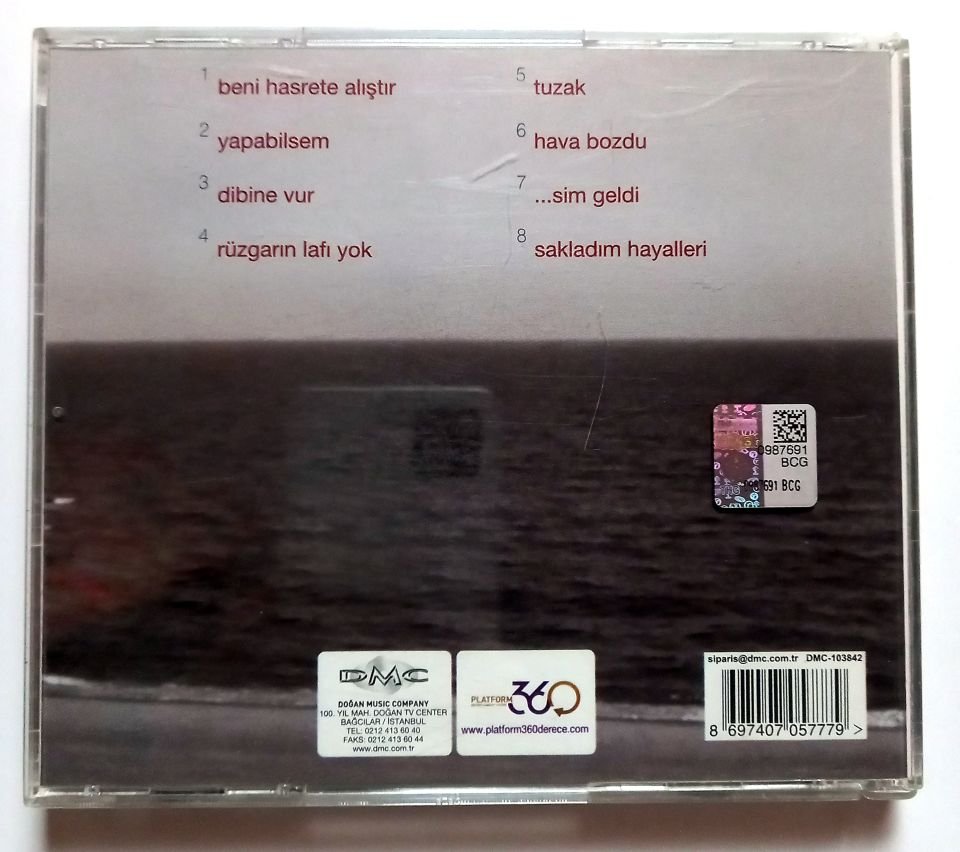 1 beni hasrete alıştır
2 yapabilsem
3 dibine vur
4 rüzgarın lafı yok
5 tuzak
6 hava bozdu
7 ...sim geldi
8 sakladım hayalleri
0987691
BCG
0987691 BCG
DMC
DOĞAN MUSIC COMPANY
100. YIL MAH. DOĞAN TV CENTER
BAĞCILAR / İSTANBUL
TEL: 0212 413 60 40
FAKS: 0212 413 60 44
www.dmc.com.tr
PLATFORM 360
www.platform360derece.com
siparis@dmc.com.tr DMC-103842
8 697407 057779 >